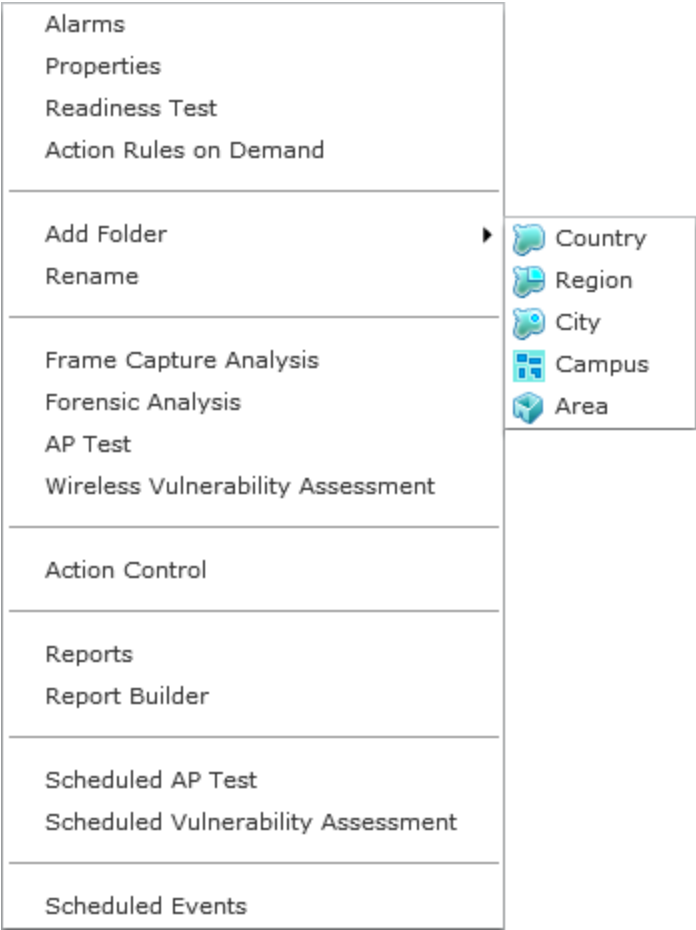 Alarms
Properties
Readiness Test
Action Rules on Demand
Add Folder
Rename
Country
Region
City
Campus
Area
Frame Capture Analysis
Forensic Analysis
AP Test
Wireless Vulnerability Assessment
Action Control
Reports
Report Builder
Scheduled AP Test
Scheduled Vulnerability Assessment
Scheduled Events